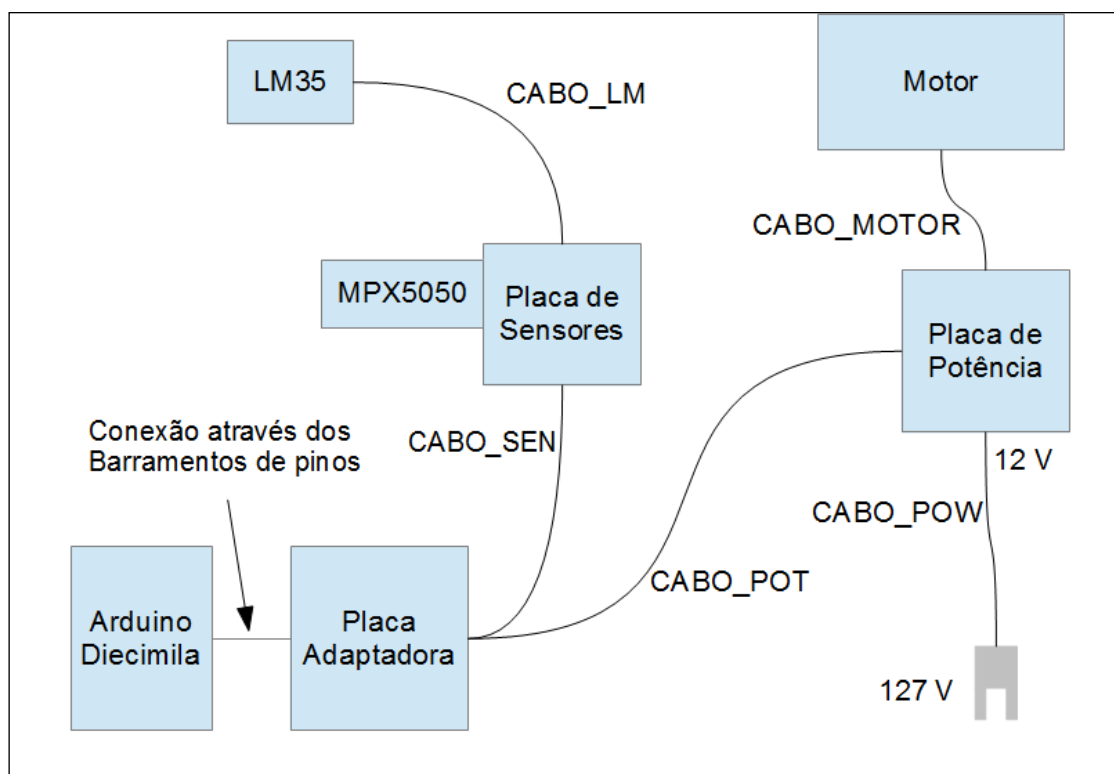 LM35
CABO_LM
Motor
CABO_MOTOR
MPX5050
Placa de
Sensores
Placa de
Potência
Conexão através dos
Barramentos de pinos
CABO_SEN
12 V
CABO_POW
CABO_POT
Arduino
Diecimila
Placa
Adaptadora
127 V